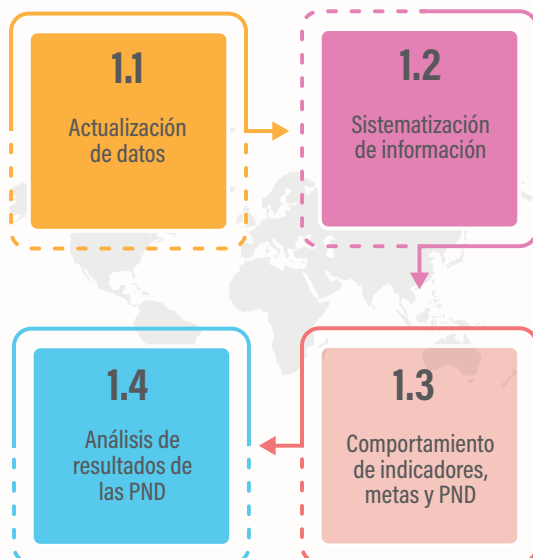 1.1
Actualización
de datos
1.2
Sistematización
de información
1.3
Comportamiento
de indicadores,
metas y PND
1.4
Análisis de
resultados de
las PND